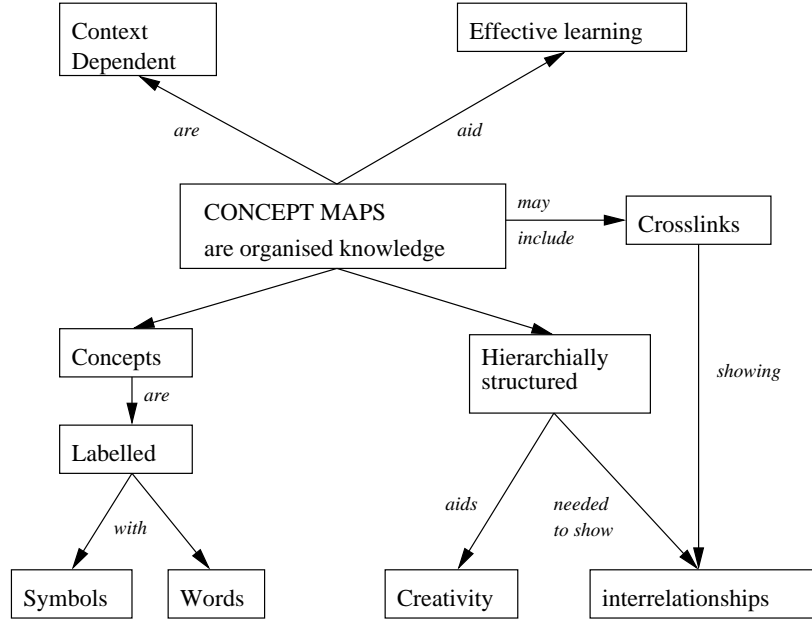 Context
Dependent
Effective learning
are
aid
CONCEPT MAPS
are organised knowledge
may
include
Crosslinks
Concepts
Hierarchially
structured
showing
are
Labelled
aids
needed
to show
with
Symbols
Words
Creativity
interrelationships